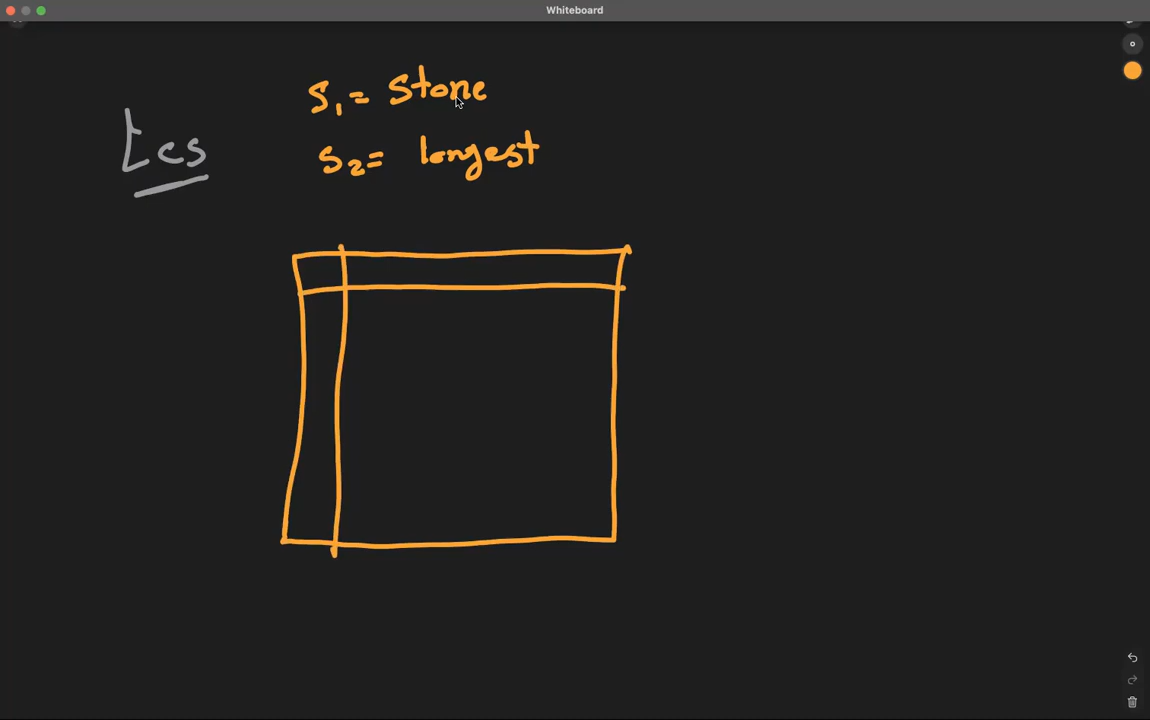 Whiteboard
Lcs
S1 = Stone
S2 = longest